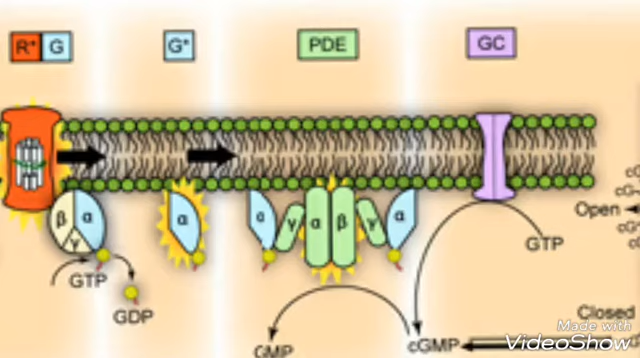 R* G
G*
PDE
GC
β α
γ
α
α γ α β γ α
Open
GTP
GTP
GDP
Closed
GMP
cGMP
Made with
VideoShow